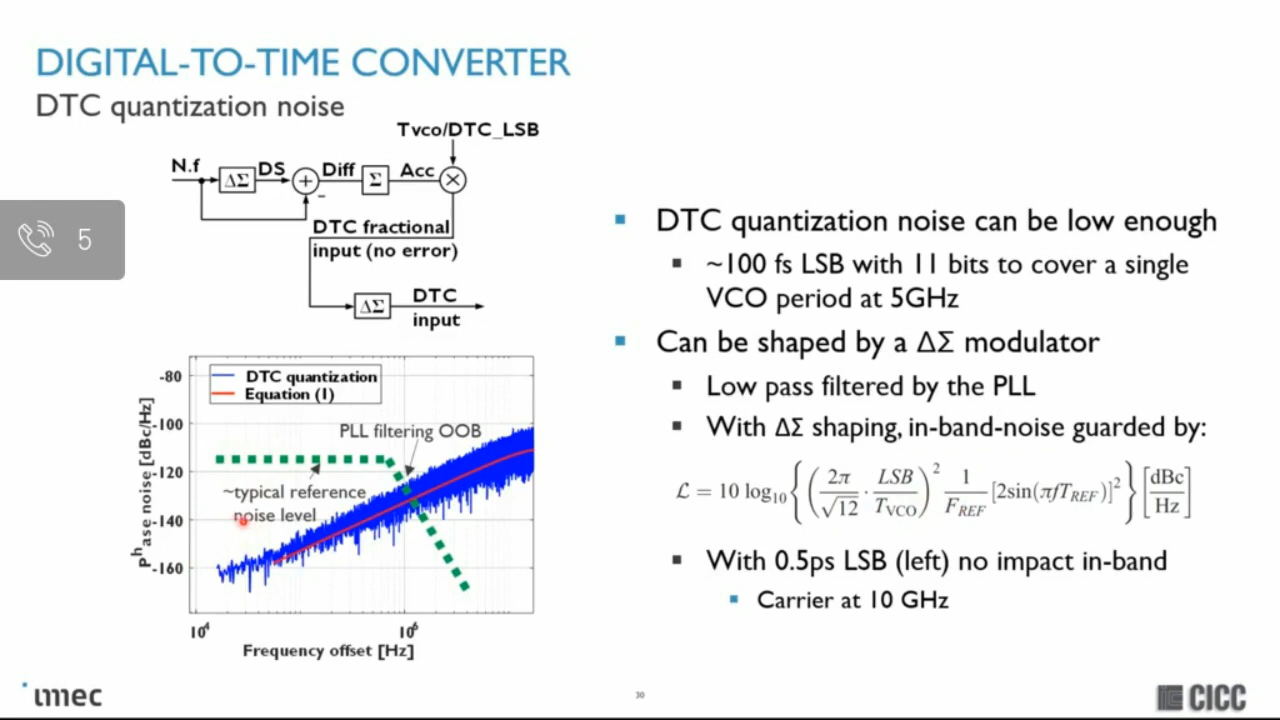 DIGITAL-TO-TIME CONVERTER
DTC quantization noise
Tvco/DTC_LSB
N.f
ΔΣ
DS
+
Diff
Σ
Acc
×
−
DTC fractional
input (no error)
ΔΣ
DTC
input
5
-80
-100
-120
-140
-160
Phase noise [dBc/Hz]
DTC quantization
Equation (1)
PLL filtering OOB
~typical reference
noise level
10⁴
10⁶
Frequency offset [Hz]
DTC quantization noise can be low enough
~100 fs LSB with 11 bits to cover a single
VCO period at 5GHz
Can be shaped by a ΔΣ modulator
Low pass filtered by the PLL
With ΔΣ shaping, in-band-noise guarded by:
ℒ = 10 log₁₀ { ( 2π/√12 · LSB/T_VCO )² 1/F_REF [2sin(πfT_REF)]² } [dBc/Hz]
With 0.5ps LSB (left) no impact in-band
Carrier at 10 GHz
imec
30
CICC